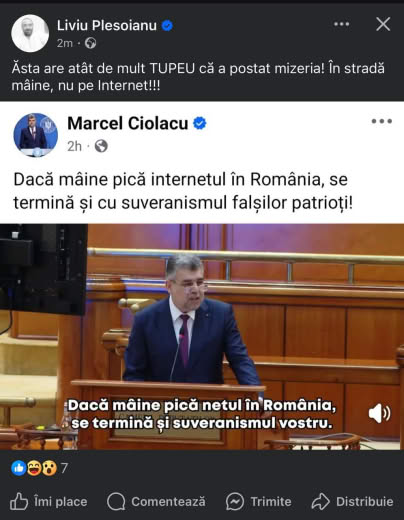 Liviu Plesoianu
2m ·
Ăsta are atât de mult TUPEU că a postat mizeria! În stradă
mâine, nu pe Internet!!!
Marcel Ciolacu
2h ·
Dacă mâine pică internetul în România, se
termină și cu suveranismul falșilor patrioți!
Dacă mâine pică netul în România,
se termină și suveranismul vostru.
7
Îmi place
Comentează
Trimite
Distribuie